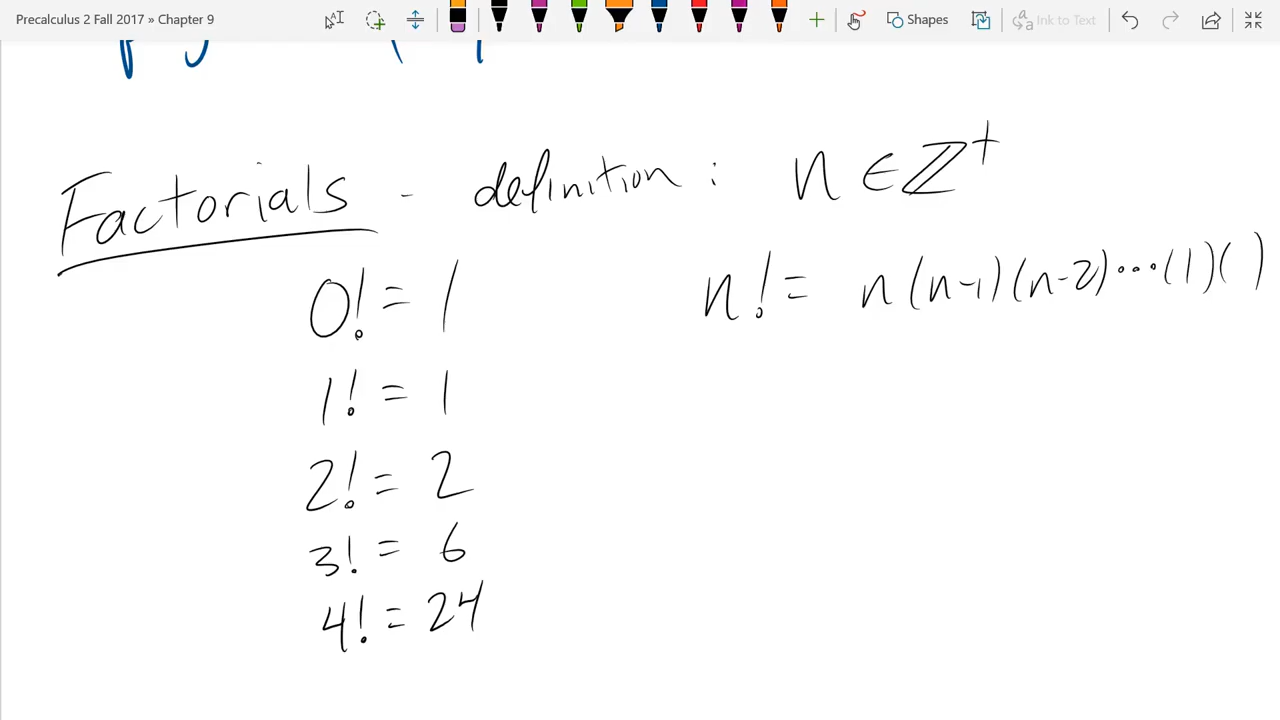 Precalculus 2 Fall 2017 » Chapter 9
Shapes
Ink to Text
Factorials - definition : n ∈ ℤ⁺
0! = 1
n! = n(n-1)(n-2)···(1)( )
1! = 1
2! = 2
3! = 6
4! = 24